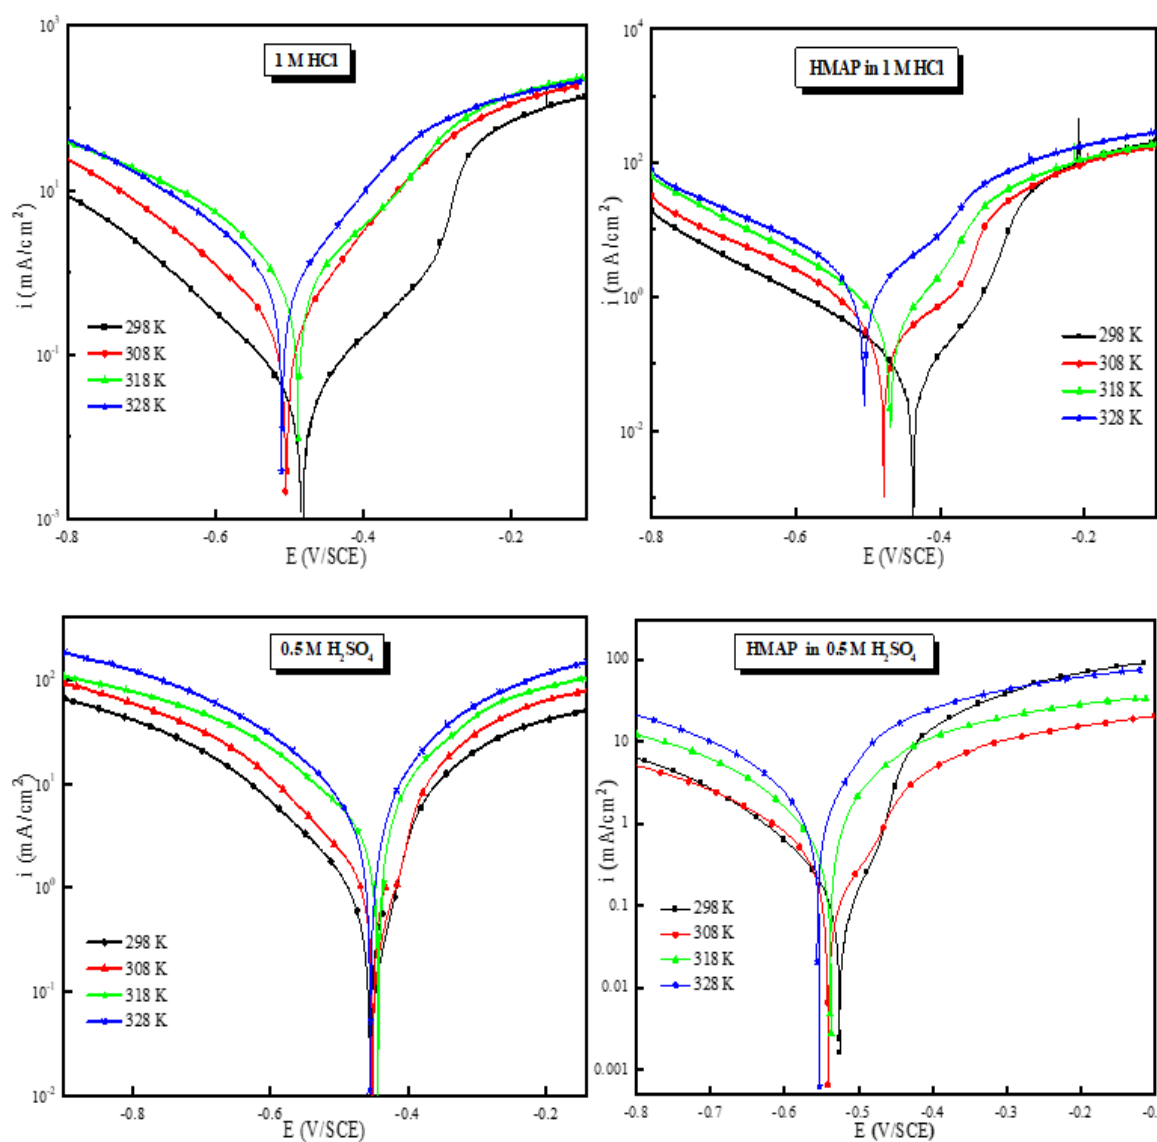 10³
10¹
10⁻¹
10⁻³
i (mA/cm²)
1 M HCl
298 K
308 K
318 K
328 K
-0.8
-0.6
-0.4
-0.2
E (V/SCE)
10⁴
10²
10⁰
10⁻²
i (mA/cm²)
HMAP in 1 M HCl
298 K
308 K
318 K
328 K
-0.8
-0.6
-0.4
-0.2
E (V/SCE)
10²
10¹
10⁰
10⁻¹
10⁻²
i (mA/cm²)
0.5 M H₂SO₄
298 K
308 K
318 K
328 K
-0.8
-0.6
-0.4
-0.2
E (V/SCE)
100
10
1
0.1
0.01
0.001
i (mA/cm²)
HMAP in 0.5 M H₂SO₄
298 K
308 K
318 K
328 K
-0.8
-0.7
-0.6
-0.5
-0.4
-0.3
-0.2
E (V/SCE)